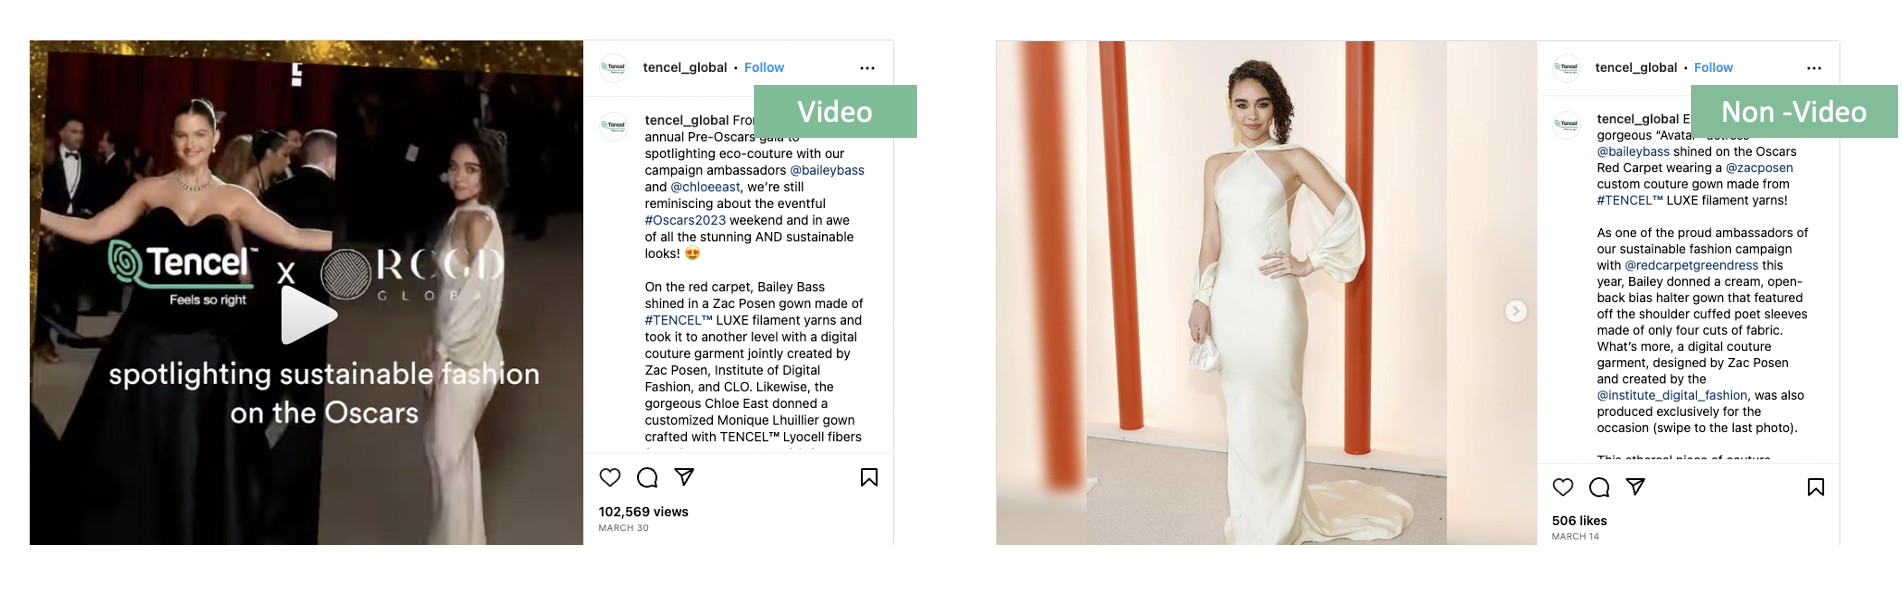 Tencel™
Feels so right
X
RCGD
GLOBAL
spotlighting sustainable fashion
on the Oscars
tencel_global • Follow
Video
tencel_global
annual Pre-Oscars gala to
spotlighting eco-couture with our
campaign ambassadors @baileybass
and @chloeeast, we're still
reminiscing about the eventful
#Oscars2023 weekend and in awe
of all the stunning AND sustainable
looks! 😍
On the red carpet, Bailey Bass
shined in a Zac Posen gown made of
#TENCEL™ LUXE filament yarns and
took it to another level with a digital
couture garment jointly created by
Zac Posen, Institute of Digital
Fashion, and CLO. Likewise, the
gorgeous Chloe East donned a
customized Monique Lhuillier gown
crafted with TENCEL™ Lyocell fibers
102,569 views
MARCH 30
tencel_global • Follow
Non -Video
tencel_global
gorgeous “Avatar” actress
@baileybass shined on the Oscars
Red Carpet wearing a @zacposen
custom couture gown made from
#TENCEL™ LUXE filament yarns!
As one of the proud ambassadors of
our sustainable fashion campaign
with @redcarpetgreendress this
year, Bailey donned a cream, open-
back bias halter gown that featured
off the shoulder cuffed poet sleeves
made of only four cuts of fabric.
What's more, a digital couture
garment, designed by Zac Posen
and created by the
@institute_digital_fashion, was also
produced exclusively for the
occasion (swipe to the last photo).
506 likes
MARCH 14